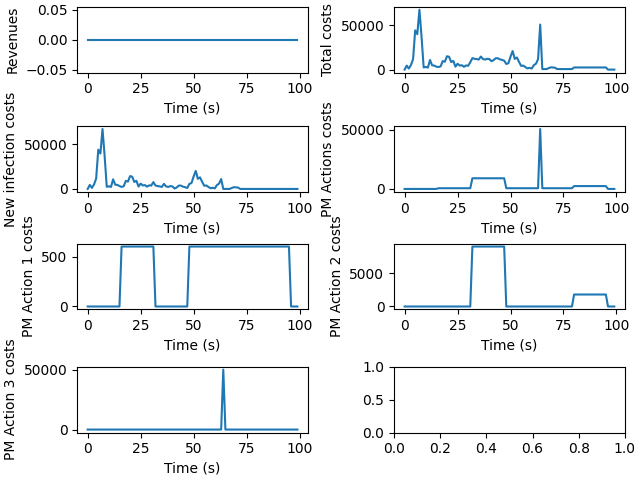 Revenues
0.05
0.00
−0.05
0 25 50 75 100
Time (s)
Total costs
50000
0
0 25 50 75 100
Time (s)
New infection costs
50000
0
0 25 50 75 100
Time (s)
PM Actions costs
50000
0
0 25 50 75 100
Time (s)
PM Action 1 costs
500
0
0 25 50 75 100
Time (s)
PM Action 2 costs
5000
0
0 25 50 75 100
Time (s)
PM Action 3 costs
50000
0
0 25 50 75 100
Time (s)
1.0
0.5
0.0
0.0 0.2 0.4 0.6 0.8 1.0